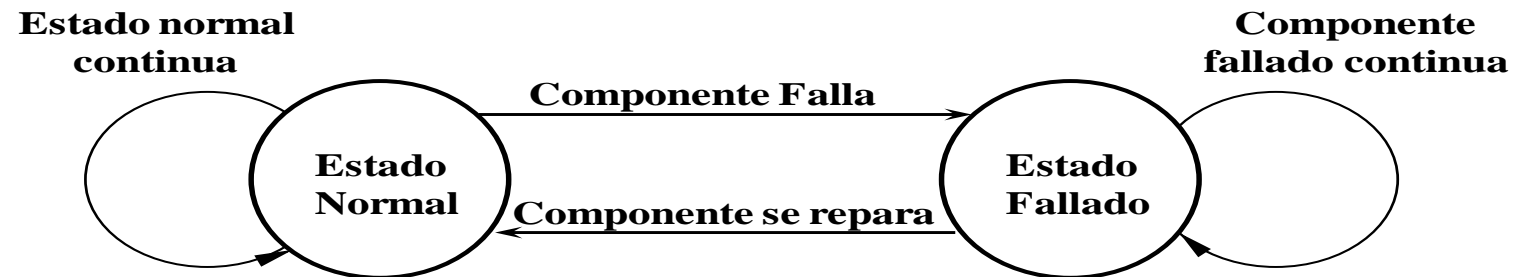 Estado normal
continua
Componente
fallado continua
Componente Falla
Estado
Normal
Estado
Fallado
Componente se repara